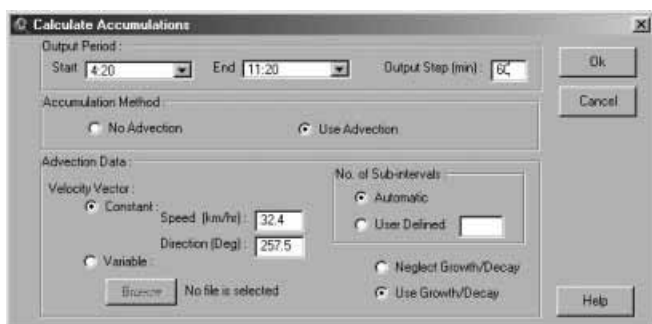 Calculate Accumulations
Output Period :
Start 4:20 End 11:20 Output Step (min) : 60
Ok
Cancel
Accumulation Method :
No Advection Use Advection
Advection Data :
Velocity Vector :
Constant :
Speed (km/hr) : 32.4
Direction (Deg) : 257.5
Variable :
Browse No file is selected
No. of Sub-intervals
Automatic
User Defined
Neglect Growth/Decay
Use Growth/Decay
Help